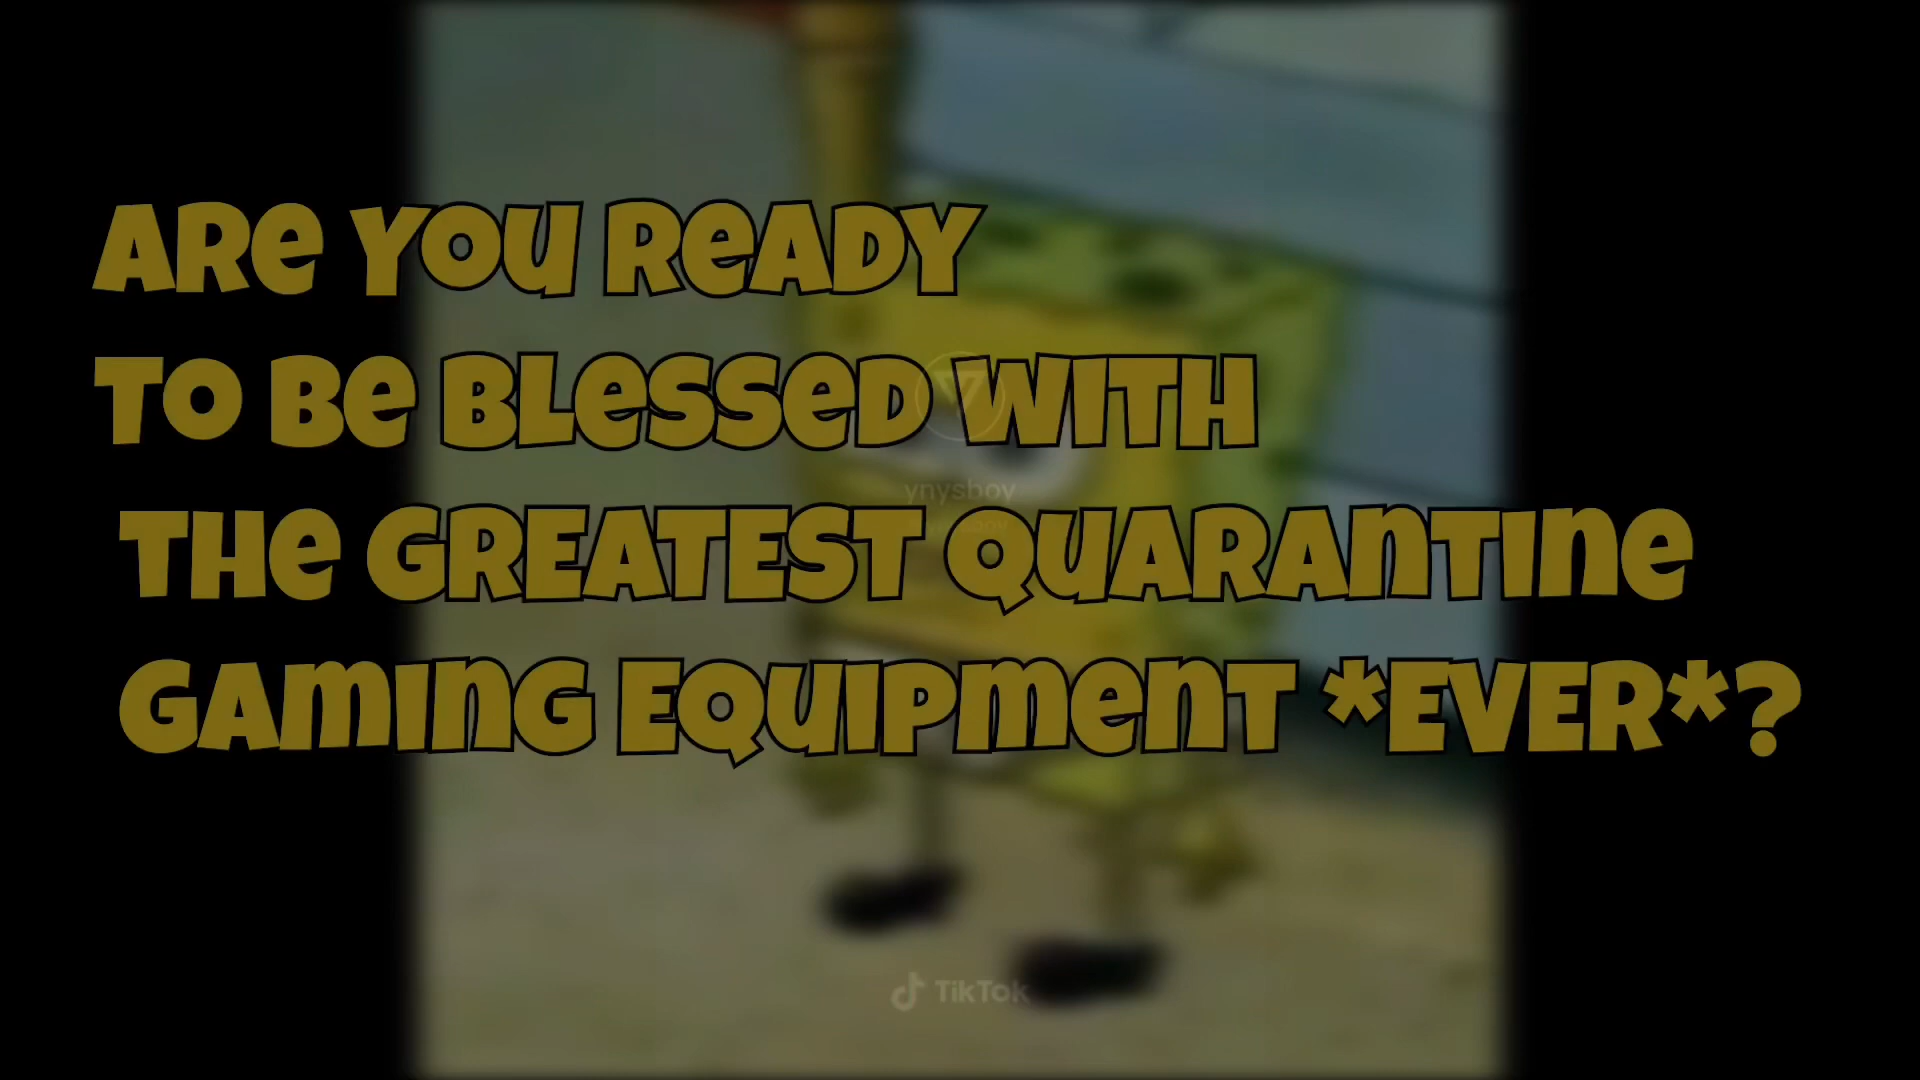 ARe YOU ReADY
TO Be BLeSSeD WITH
THe GREATEST QUARANTINe
GAMING EQUIPMeNT *EVER*?
ynysboy
TikTok